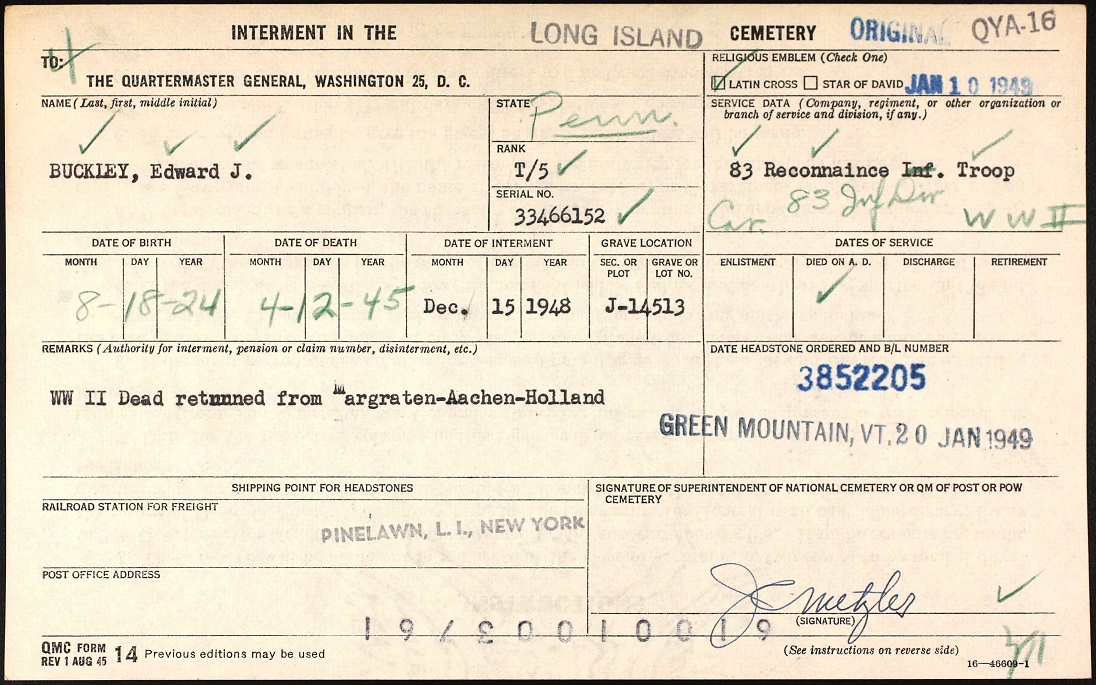 INTERMENT IN THE LONG ISLAND CEMETERY ORIGINAL QYA-16
TO:
THE QUARTERMASTER GENERAL, WASHINGTON 25, D. C.
RELIGIOUS EMBLEM (Check One)
LATIN CROSS STAR OF DAVID JAN 10 1949
NAME (Last, first, middle initial)
BUCKLEY, Edward J.
STATE
Penn.
RANK
T/5
SERIAL NO.
33466152
SERVICE DATA (Company, regiment, or other organization or
branch of service and division, if any.)
83 Reconnaince Inf. Troop
Cav. 83 Inf Div WW II
DATE OF BIRTH DATE OF DEATH DATE OF INTERMENT GRAVE LOCATION DATES OF SERVICE
MONTH DAY YEAR MONTH DAY YEAR MONTH DAY YEAR SEC. OR PLOT GRAVE OR LOT NO. ENLISTMENT DIED ON A. D. DISCHARGE RETIREMENT
8-18-24 4-12-45 Dec. 15 1948 J-14513
REMARKS (Authority for interment, pension or claim number, disinterment, etc.)
WW II Dead retunned from Margraten-Aachen-Holland
DATE HEADSTONE ORDERED AND B/L NUMBER
3852205
GREEN MOUNTAIN, VT. 20 JAN 1949
SHIPPING POINT FOR HEADSTONES
RAILROAD STATION FOR FREIGHT
PINELAWN, L. I., NEW YORK
POST OFFICE ADDRESS
SIGNATURE OF SUPERINTENDENT OF NATIONAL CEMETERY OR QM OF POST OR POW
CEMETERY
J C Metzler
(SIGNATURE)
6100100376 1
(See instructions on reverse side)
QMC FORM
REV 1 AUG 45 14 Previous editions may be used
16—46609-1